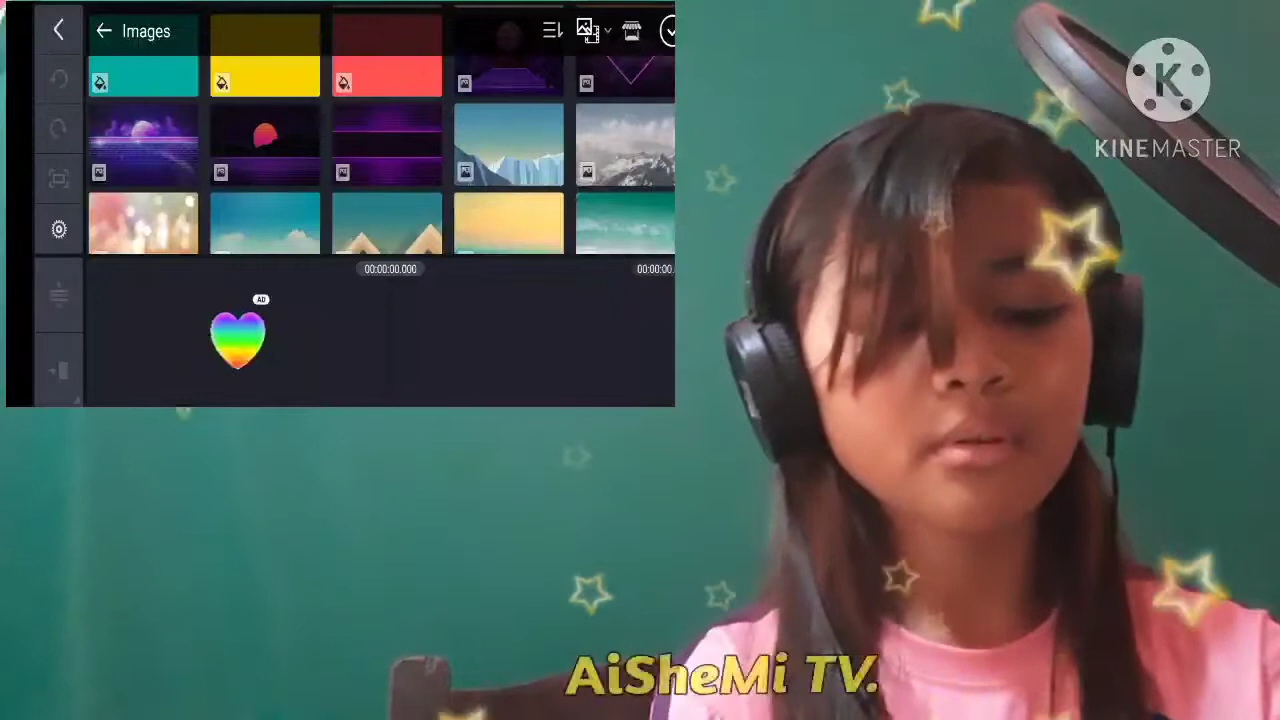 Images
K
KINEMASTER
00:00:00.000
00:00:00.
AD
AiSheMi TV.